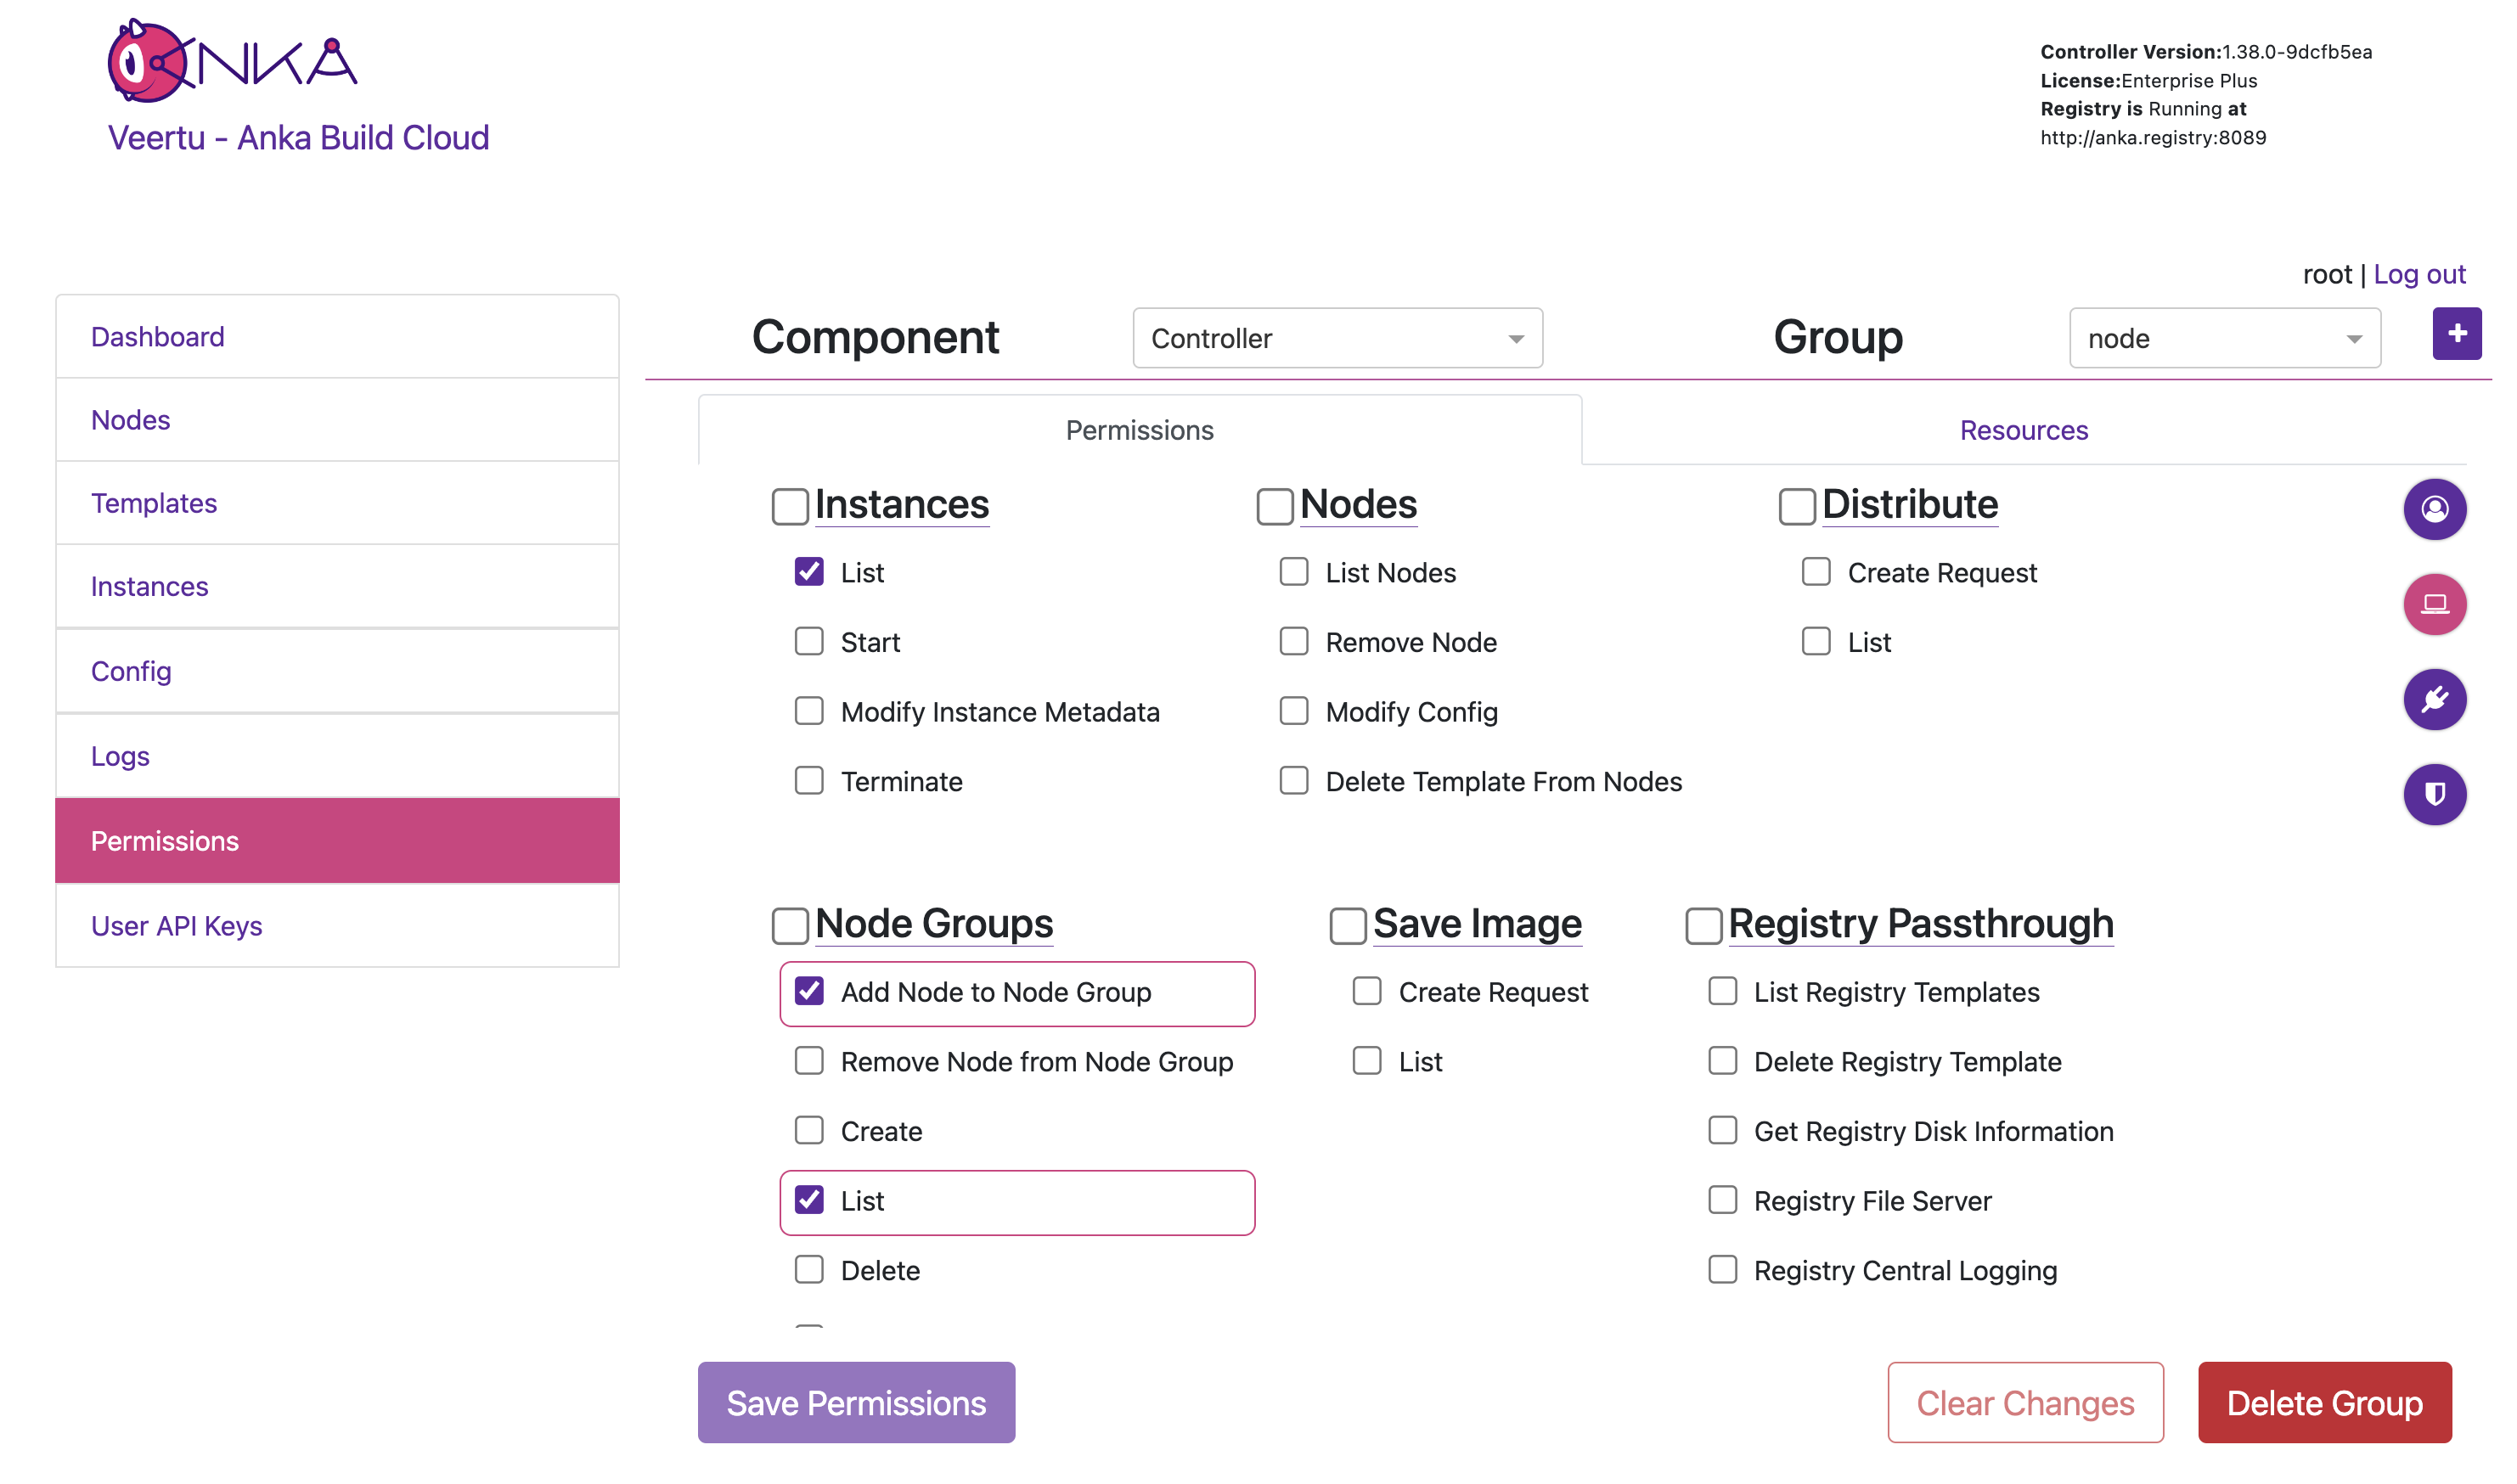 ANKA
Veertu - Anka Build Cloud
Controller Version:1.38.0-9dcfb5ea
License:Enterprise Plus
Registry is Running at
http://anka.registry:8089
root | Log out
Dashboard
Nodes
Templates
Instances
Config
Logs
Permissions
User API Keys
Component
Controller
Group
node
+
Permissions
Resources
Instances
List
Start
Modify Instance Metadata
Terminate
Nodes
List Nodes
Remove Node
Modify Config
Delete Template From Nodes
Distribute
Create Request
List
Node Groups
Add Node to Node Group
Remove Node from Node Group
Create
List
Delete
Save Image
Create Request
List
Registry Passthrough
List Registry Templates
Delete Registry Template
Get Registry Disk Information
Registry File Server
Registry Central Logging
Save Permissions
Clear Changes
Delete Group